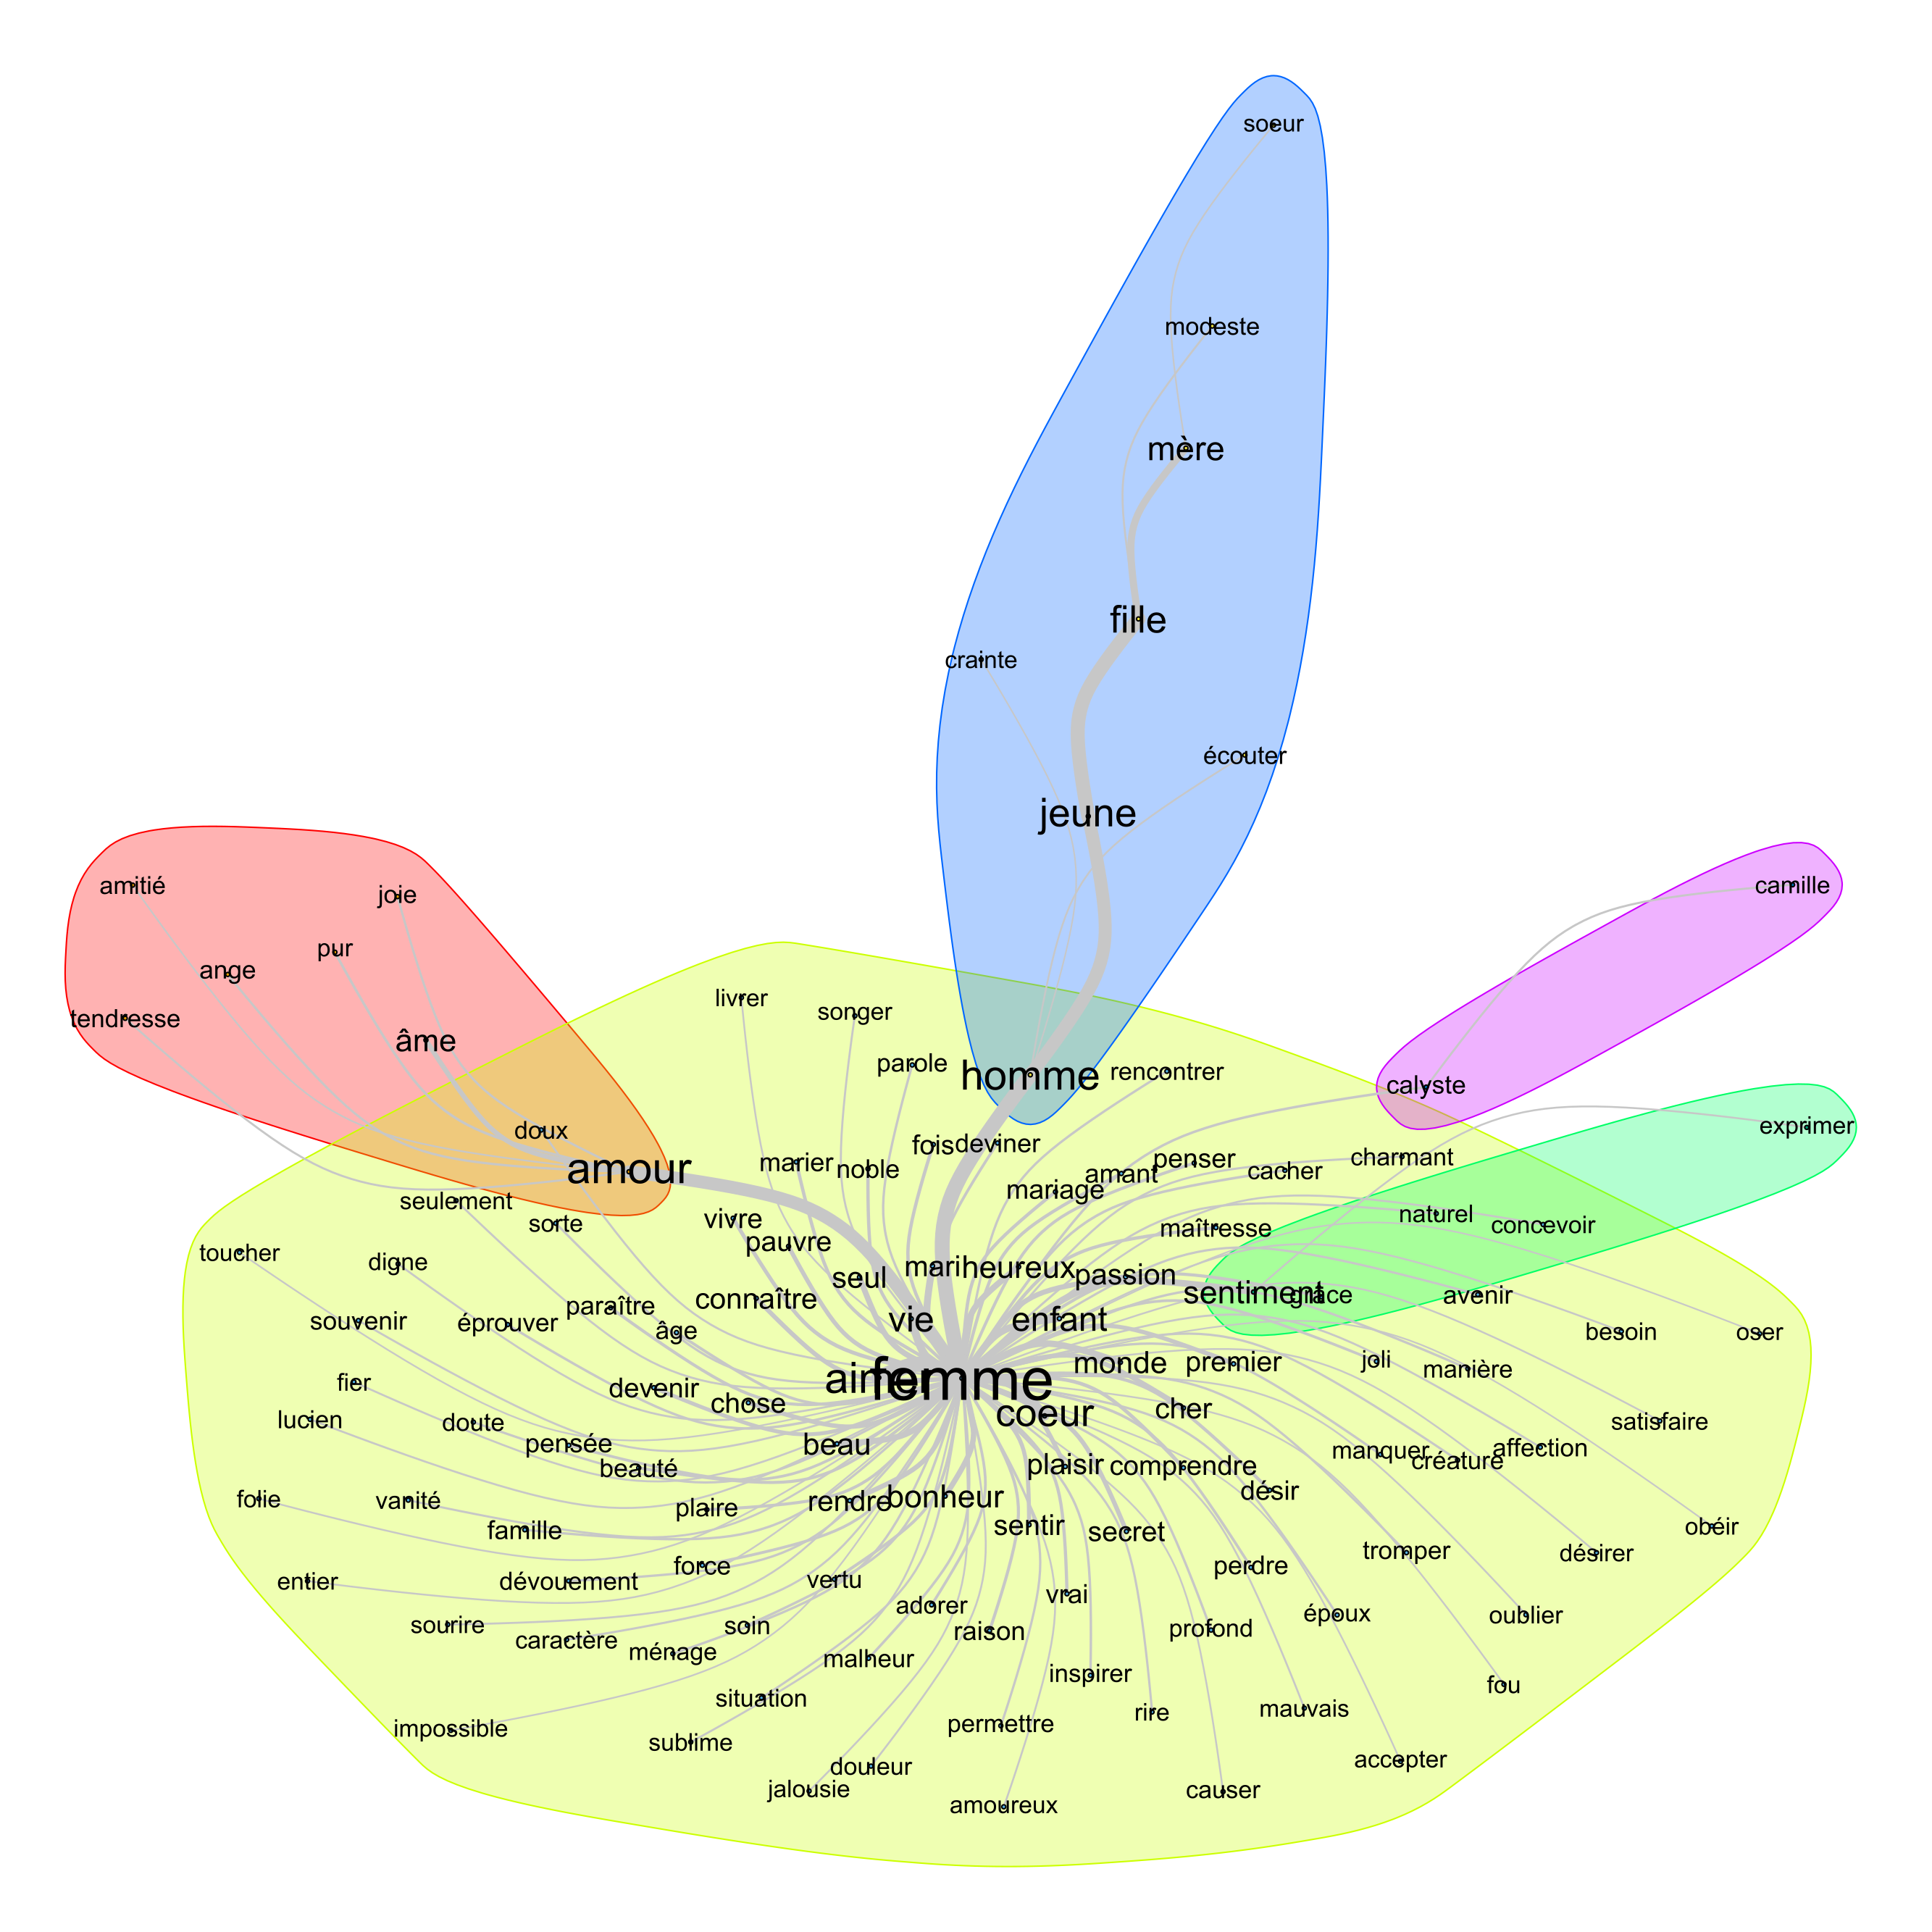 soeur
modeste
mère
fille
crainte
écouter
jeune
amitié
joie
camille
pur
ange
livrer
songer
tendresse
âme
parole
homme
rencontrer
calyste
exprimer
doux
fois
deviner
amour
marier
noble
penser
charmant
amant
cacher
mariage
seulement
sorte
vivre
naturel
concevoir
maîtresse
pauvre
toucher
digne
seul
mari
heureux
passion
connaître
sentiment
grâce
avenir
paraître
souvenir
éprouver
âge
vie
enfant
besoin
oser
monde
premier
joli
manière
fier
devenir
aimer
femme
chose
coeur
cher
lucien
doute
satisfaire
pensée
beau
manquer
affection
créature
beauté
plaisir
comprendre
désir
folie
vanité
plaire
rendre
bonheur
famille
sentir
secret
obéir
tromper
désirer
force
perdre
entier
dévouement
vertu
vrai
adorer
époux
oublier
sourire
caractère
soin
raison
profond
ménage
malheur
inspirer
situation
fou
impossible
permettre
rire
mauvais
sublime
douleur
accepter
jalousie
amoureux
causer